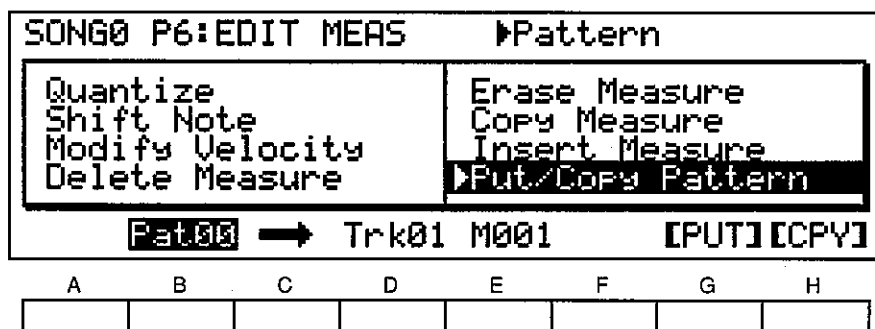 SONG0 P6:EDIT MEAS ▶Pattern
Quantize
Shift Note
Modify Velocity
Delete Measure
Erase Measure
Copy Measure
Insert Measure
▶Put/Copy Pattern
Pat00 → Trk01 M001 [PUT] [CPY]
A B C D E F G H